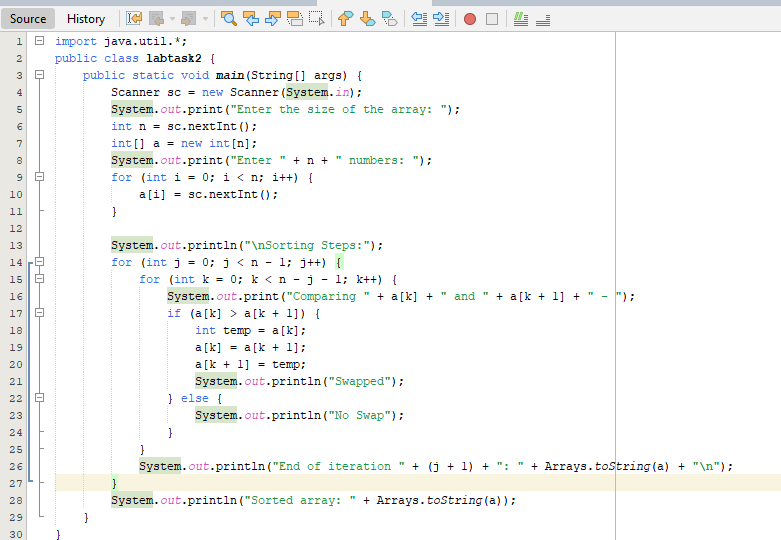 Source History
1 import java.util.*;
2 public class labtask2 {
3     public static void main(String[] args) {
4         Scanner sc = new Scanner(System.in);
5         System.out.print("Enter the size of the array: ");
6         int n = sc.nextInt();
7         int[] a = new int[n];
8         System.out.print("Enter " + n + " numbers: ");
9         for (int i = 0; i < n; i++) {
10             a[i] = sc.nextInt();
11         }
12
13         System.out.println("\nSorting Steps:");
14         for (int j = 0; j < n - 1; j++) {
15             for (int k = 0; k < n - j - 1; k++) {
16                 System.out.print("Comparing " + a[k] + " and " + a[k + 1] + " - ");
17                 if (a[k] > a[k + 1]) {
18                     int temp = a[k];
19                     a[k] = a[k + 1];
20                     a[k + 1] = temp;
21                     System.out.println("Swapped");
22                 } else {
23                     System.out.println("No Swap");
24                 }
25             }
26             System.out.println("End of iteration " + (j + 1) + ": " + Arrays.toString(a) + "\n");
27         }
28         System.out.println("Sorted array: " + Arrays.toString(a));
29     }
30 }